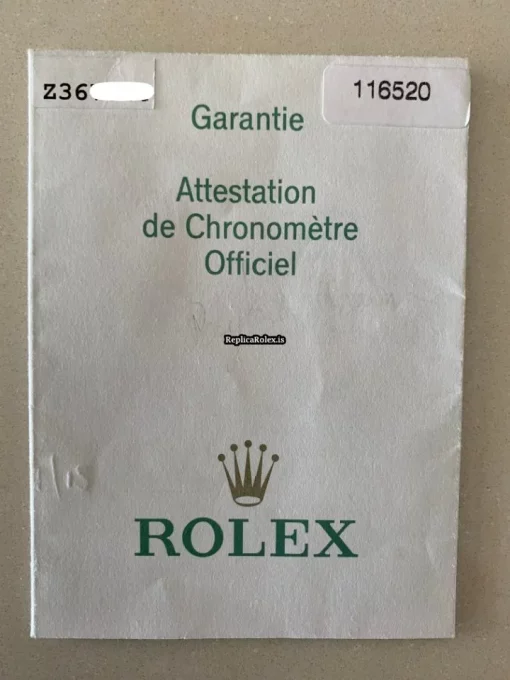 Z36
116520
Garantie
Attestation
de Chronomètre
Officiel
ReplicaRolex.is
ROLEX